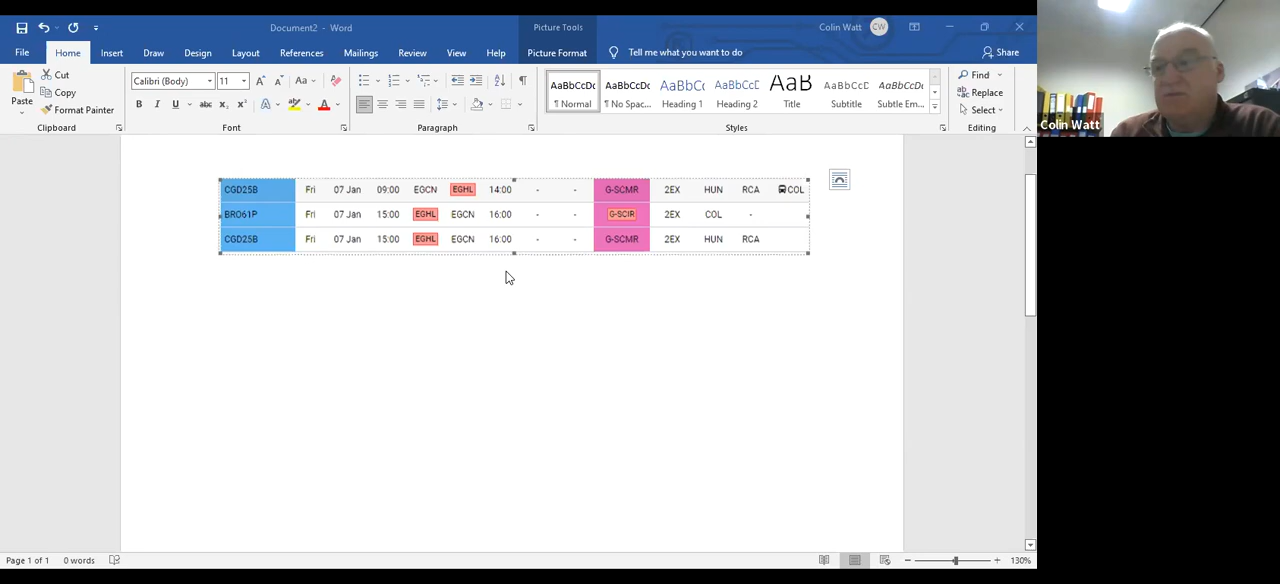 Document2 - Word
Picture Tools
Colin Watt CW
File Home Insert Draw Design Layout References Mailings Review View Help Picture Format Tell me what you want to do Share
Paste
Cut
Copy
Format Painter
Clipboard
Calibri (Body) 11
Font
Paragraph
AaBbCcDc AaBbCcDc AaBbCc AaBbCcC AaB AaBbCcC AaBbCcDc
¶ Normal ¶ No Spac... Heading 1 Heading 2 Title Subtitle Subtle Em...
Styles
Find
Replace
Select
Editing
Colin Watt
CGD25B Fri 07 Jan 09:00 EGCN EGHL 14:00 - - G-SCMR 2EX HUN RCA COL
BRO61P Fri 07 Jan 15:00 EGHL EGCN 16:00 - - G-SCIR 2EX COL -
CGD25B Fri 07 Jan 15:00 EGHL EGCN 16:00 - - G-SCMR 2EX HUN RCA
Page 1 of 1 0 words 130%